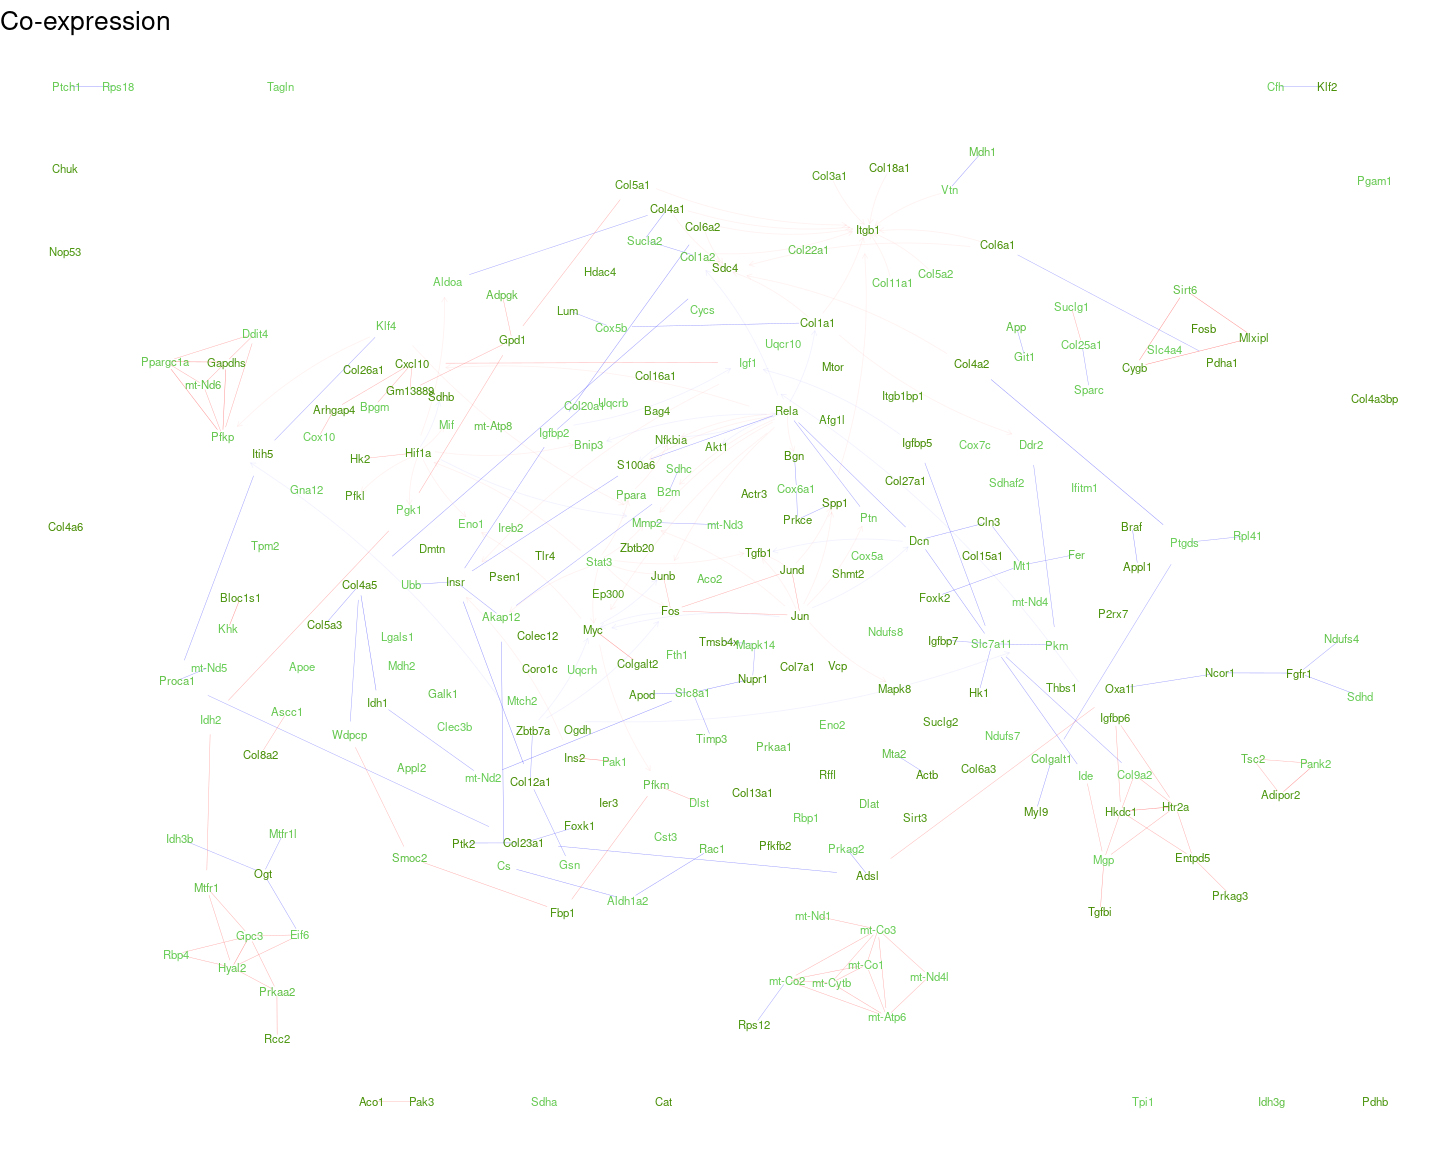 Co-expression
Ptch1 Rps18 Tagln Cfh Klf2
Mdh1
Chuk Col3a1 Col18a1
Col5a1 Vtn Pgam1
Col4a1
Col6a2 Itgb1
Sucla2 Col6a1
Nop53 Col1a2 Col22a1
Hdac4 Sdc4 Col5a2
Aldoa Col11a1
Adpgk Sirt6
Lum Cycs Suclg1
Klf4 Cox5b Col1a1 App Fosb
Ddit4 Gpd1 Uqcr10 Col25a1 Mlxipl
Ppargc1a Gapdhs Cxcl10 Igf1 Mtor Git1 Slc4a4
Col26a1 Col4a2 Cygb Pdha1
mt-Nd6 Gm13889 Col16a1 Sparc
Arhgap4 Bpgm Sdhb Col20a1 Uqcrb Bag4 Rela Itgb1bp1 Col4a3bp
Pfkp Cox10 Mif mt-Atp8 Igfbp2 Nfkbia Afg1l
Itih5 Hk2 Hif1a Bnip3 Akt1 Igfbp5 Cox7c Ddr2
S100a6 Sdhc Bgn
Gna12 Pfkl Ppara B2m Actr3 Cox6a1 Col27a1 Sdhaf2 Ifitm1
Pgk1 Spp1
Col4a6 Eno1 Ireb2 Mmp2 mt-Nd3 Prkce Ptn Cln3 Braf
Tpm2 Dmtn Tlr4 Zbtb20 Tgfb1 Dcn Ptgds Rpl41
Stat3 Cox5a Col15a1 Fer
Col4a5 Ubb Insr Psen1 Junb Aco2 Jund Shmt2 Mt1 Appl1
Bloc1s1 Ep300 Foxk2 mt-Nd4
Khk Col5a3 Akap12 Fos Jun P2rx7
Lgals1 Colec12 Myc Ndufs8
Tmsb4x Mapk14 Igfbp7 Slc7a11 Pkm Ndufs4
mt-Nd5 Apoe Mdh2 Coro1c Uqcrh Colgalt2 Fth1 Col7a1 Vcp
Proca1 Nupr1 Ncor1 Fgfr1
Galk1 Mtch2 Apod Slc8a1 Mapk8 Hk1 Thbs1 Oxa1l Sdhd
Idh2 Ascc1 Idh1
Wdpcp Clec3b Zbtb7a Ogdh Timp3 Eno2 Suclg2 Ndufs7 Igfbp6
Col8a2 Ins2 Pak1 Prkaa1 Mta2 Colgalt1 Tsc2 Pank2
Appl2 mt-Nd2 Col12a1 Pfkm Rffl Actb Col6a3 Ide Col9a2
Ier3 Dlst Col13a1 Dlat Adipor2
Idh3b Mtfr1l Foxk1 Rbp1 Sirt3 Myl9 Hkdc1 Htr2a
Ptk2 Col23a1 Cst3 Pfkfb2 Prkag2
Smoc2 Cs Gsn Rac1 Mgp Entpd5
Mtfr1 Ogt Adsl
Aldh1a2 Prkag3
Fbp1 mt-Nd1 Tgfbi
Gpc3 Eif6 mt-Co3
Rbp4 Hyal2 mt-Co1
mt-Co2 mt-Cytb mt-Nd4l
Prkaa2
Rps12 mt-Atp6
Rcc2
Aco1 Pak3 Sdha Cat Tpi1 Idh3g Pdhb